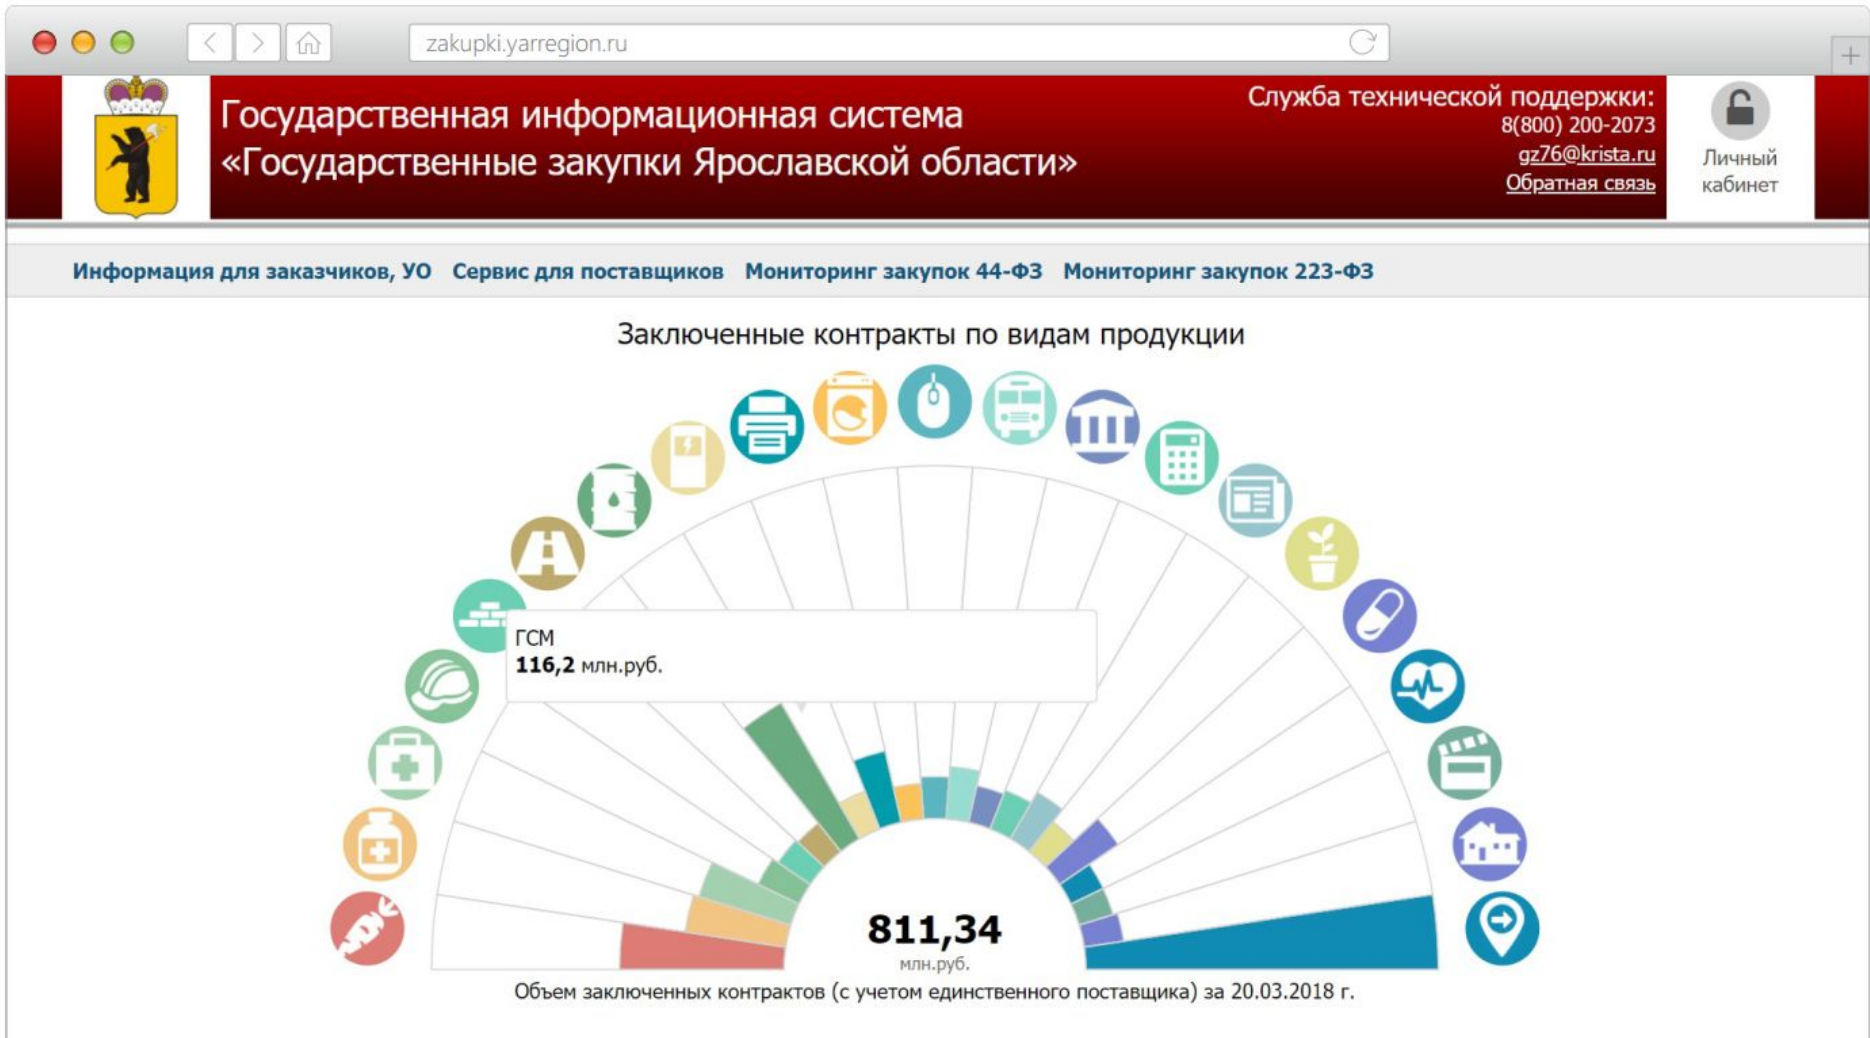 zakupki.yarregion.ru
Государственная информационная система
«Государственные закупки Ярославской области»
Служба технической поддержки:
8(800) 200-2073
gz76@krista.ru
Обратная связь
Личный
кабинет
Информация для заказчиков, УО Сервис для поставщиков Мониторинг закупок 44-ФЗ Мониторинг закупок 223-ФЗ
Заключенные контракты по видам продукции
ГСМ
116,2 млн.руб.
811,34
млн.руб.
Объем заключенных контрактов (с учетом единственного поставщика) за 20.03.2018 г.